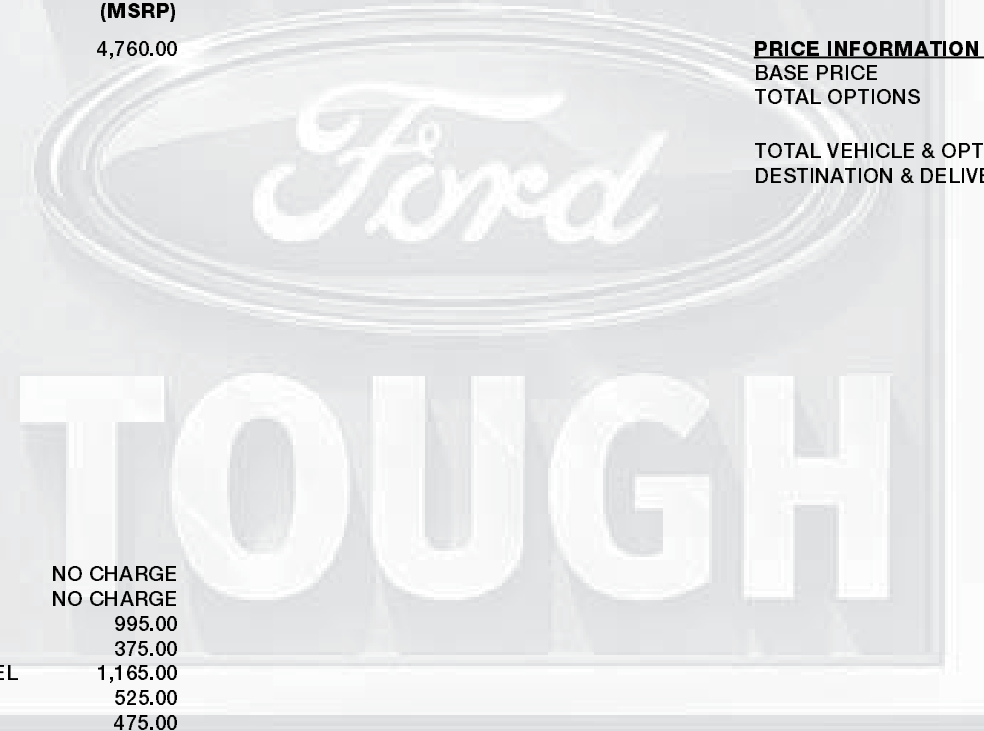 (MSRP)
4,760.00
PRICE INFORMATION
BASE PRICE
TOTAL OPTIONS
TOTAL VEHICLE & OPT
DESTINATION & DELIVE
Ford
TOUGH
NO CHARGE
NO CHARGE
995.00
375.00
EL 1,165.00
525.00
475.00